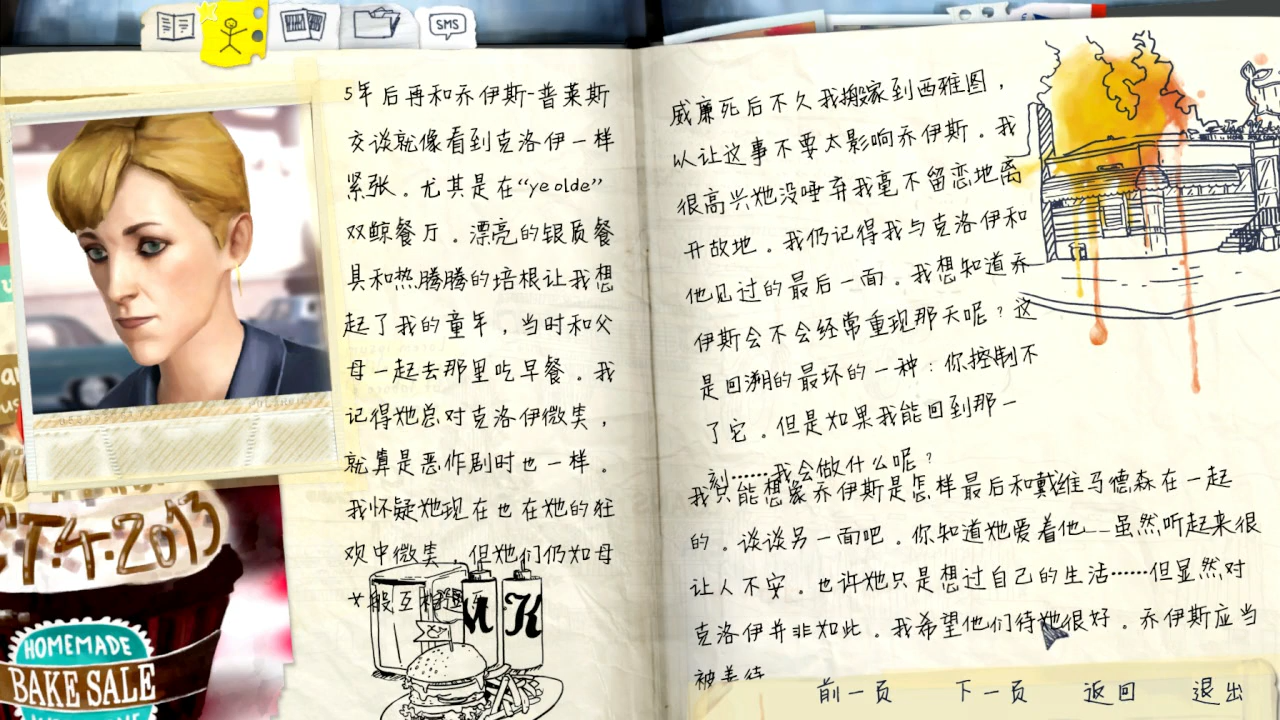 SMS
5年后再和乔伊斯-普莱斯
交谈就像看到克洛伊一样
紧张。尤其是在“ye olde”
双鲸餐厅。漂亮的银质餐
具和热腾腾的培根让我想
起了我的童年，当时和父
母一起去那里吃早餐。我
记得她总对克洛伊微笑，
就算是恶作剧时也一样。
我怀疑她现在也在她的狂
欢中微笑，但她们仍如母
女般互相
M K
威廉死后不久我搬家到西雅图，
以让这事不要太影响乔伊斯。我
很高兴她没唾弃我毫不留恋地离
开故地。我仍记得我与克洛伊和
他见过的最后一面。我想知道乔
伊斯会不会经常重现那天呢？这
是回溯的最坏的一种：你控制不
了它。但是如果我能回到那一
刻……我会做什么呢？
我只能想象乔伊斯是怎样最后和戴维马德森在一起
的。谈谈另一面吧。你知道她爱着他——虽然听起来很
让人不安。也许她只是想过自己的生活……但显然对
克洛伊并非如此。我希望他们待她很好。乔伊斯应当
被善待
CT.4.2013
HOMEMADE
BAKE SALE
前一页 下一页 返回 退出